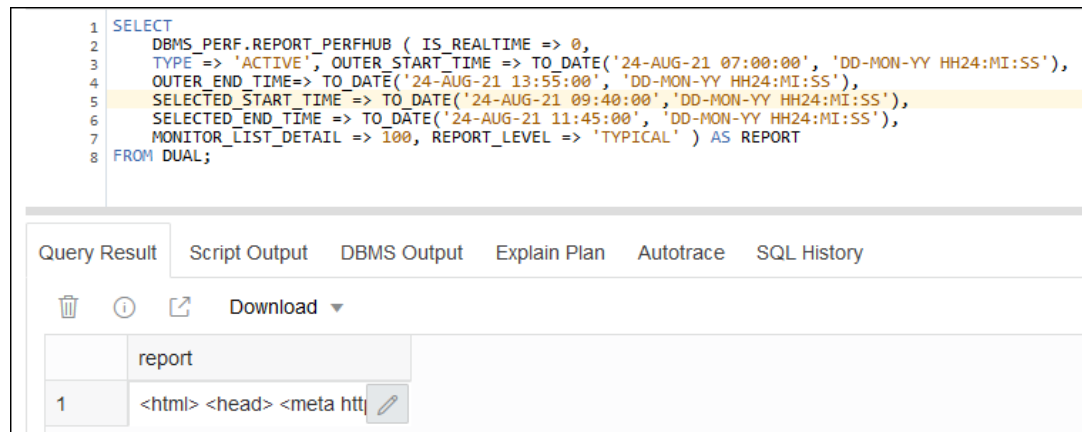 1 SELECT
2 DBMS_PERF.REPORT_PERFHUB ( IS_REALTIME => 0,
3 TYPE => 'ACTIVE', OUTER_START_TIME => TO_DATE('24-AUG-21 07:00:00', 'DD-MON-YY HH24:MI:SS'),
4 OUTER_END_TIME=> TO_DATE('24-AUG-21 13:55:00', 'DD-MON-YY HH24:MI:SS'),
5 SELECTED_START_TIME => TO_DATE('24-AUG-21 09:40:00','DD-MON-YY HH24:MI:SS'),
6 SELECTED_END_TIME => TO_DATE('24-AUG-21 11:45:00', 'DD-MON-YY HH24:MI:SS'),
7 MONITOR_LIST_DETAIL => 100, REPORT_LEVEL => 'TYPICAL' ) AS REPORT
8 FROM DUAL;
Query Result Script Output DBMS Output Explain Plan Autotrace SQL History
Download
report
1 <html> <head> <meta http